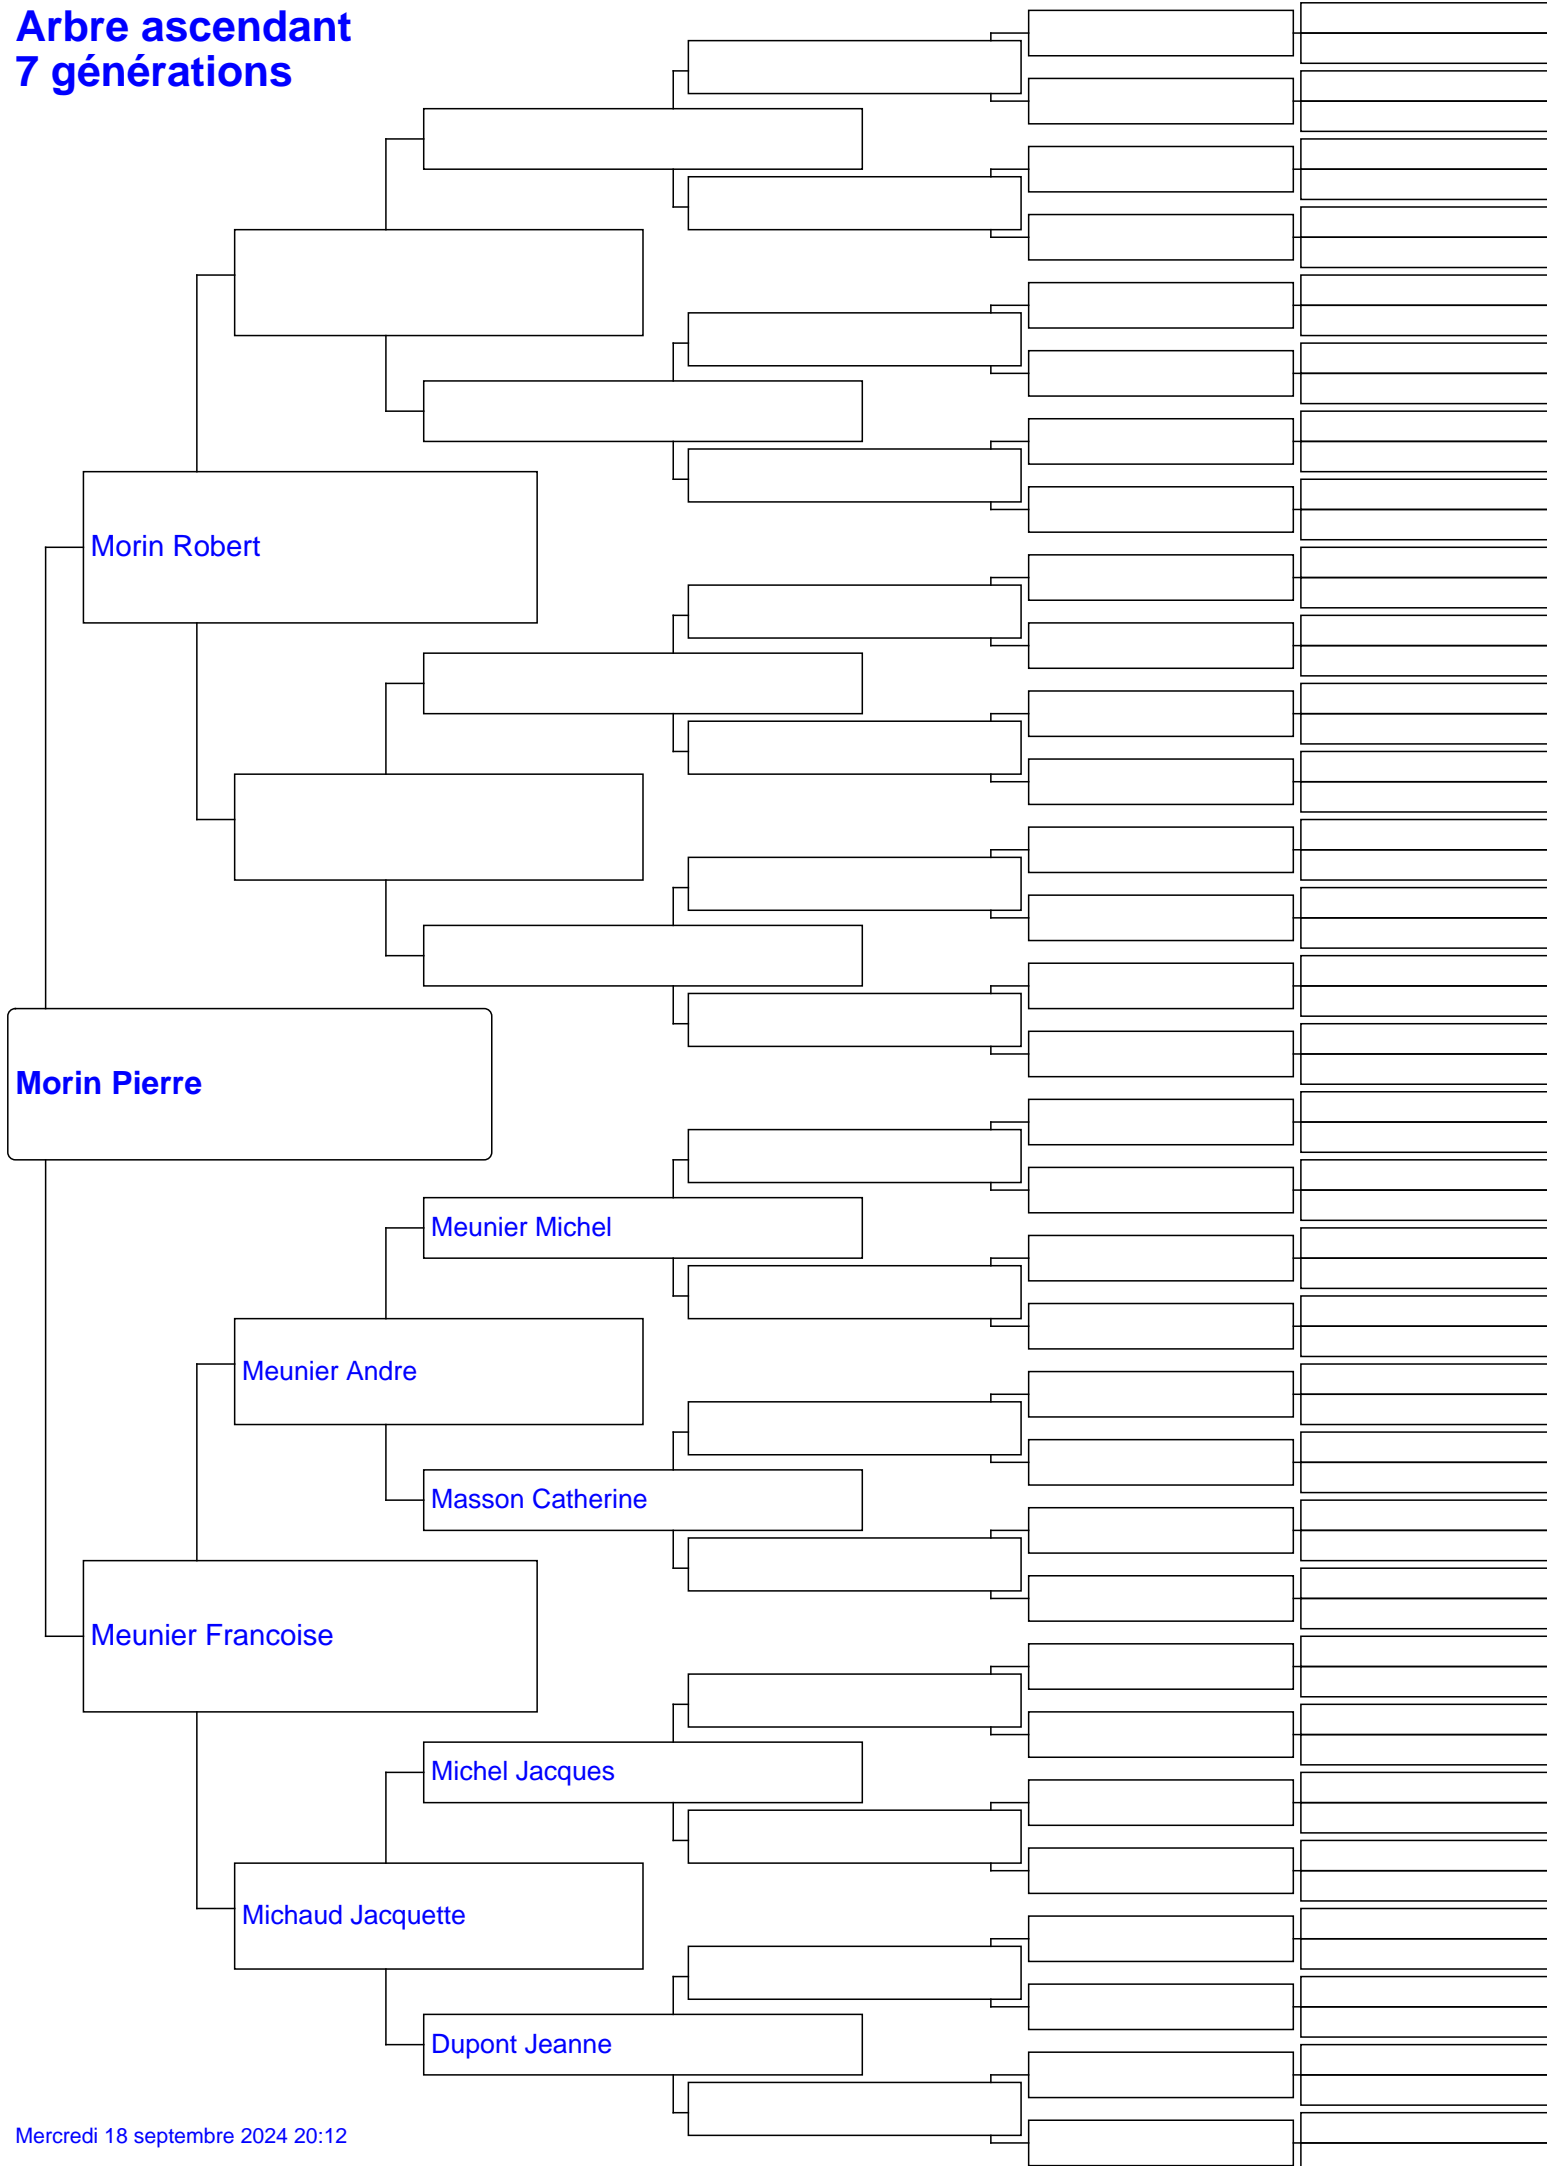 Arbre ascendant
7 générations
Morin Robert
Morin Pierre
Meunier Michel
Meunier Andre
Masson Catherine
Meunier Francoise
Michel Jacques
Michaud Jacquette
Dupont Jeanne
Mercredi 18 septembre 2024 20:12